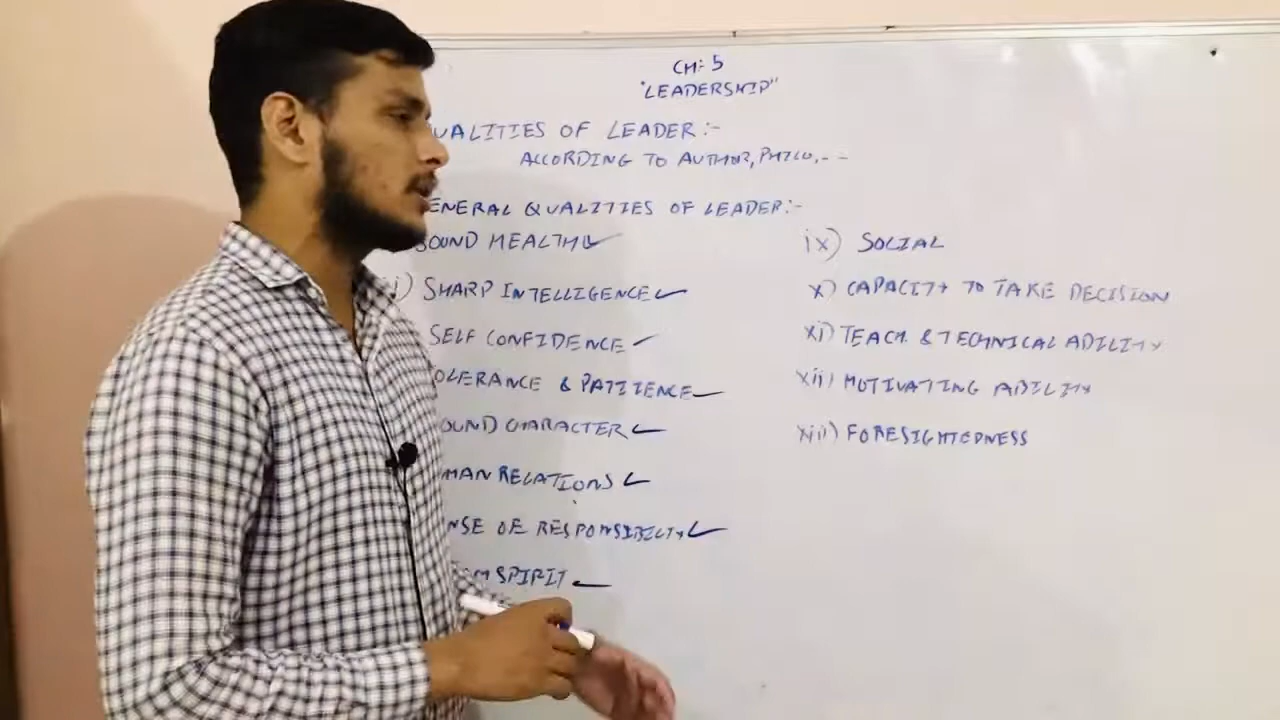 CH: 5
"LEADERSHIP"
UALITIES OF LEADER:-
ACCORDING TO AUTHOR, PHILO,--
ENERAL QUALITIES OF LEADER:-
SOUND HEALTH
i) SHARP INTELLIGENCE
SELF CONFIDENCE
OLERANCE & PATIENCE
OUND CHARACTER
MAN RELATIONS
NSE OF RESPONSIBILTY
M SPIRIT
ix) SOCIAL
x) CAPACITY TO TAKE DECISION
xi) TEACH. & TECHNICAL ABILITY
xii) MOTIVATING ABILITY
xiii) FORESIGHTEDNESS